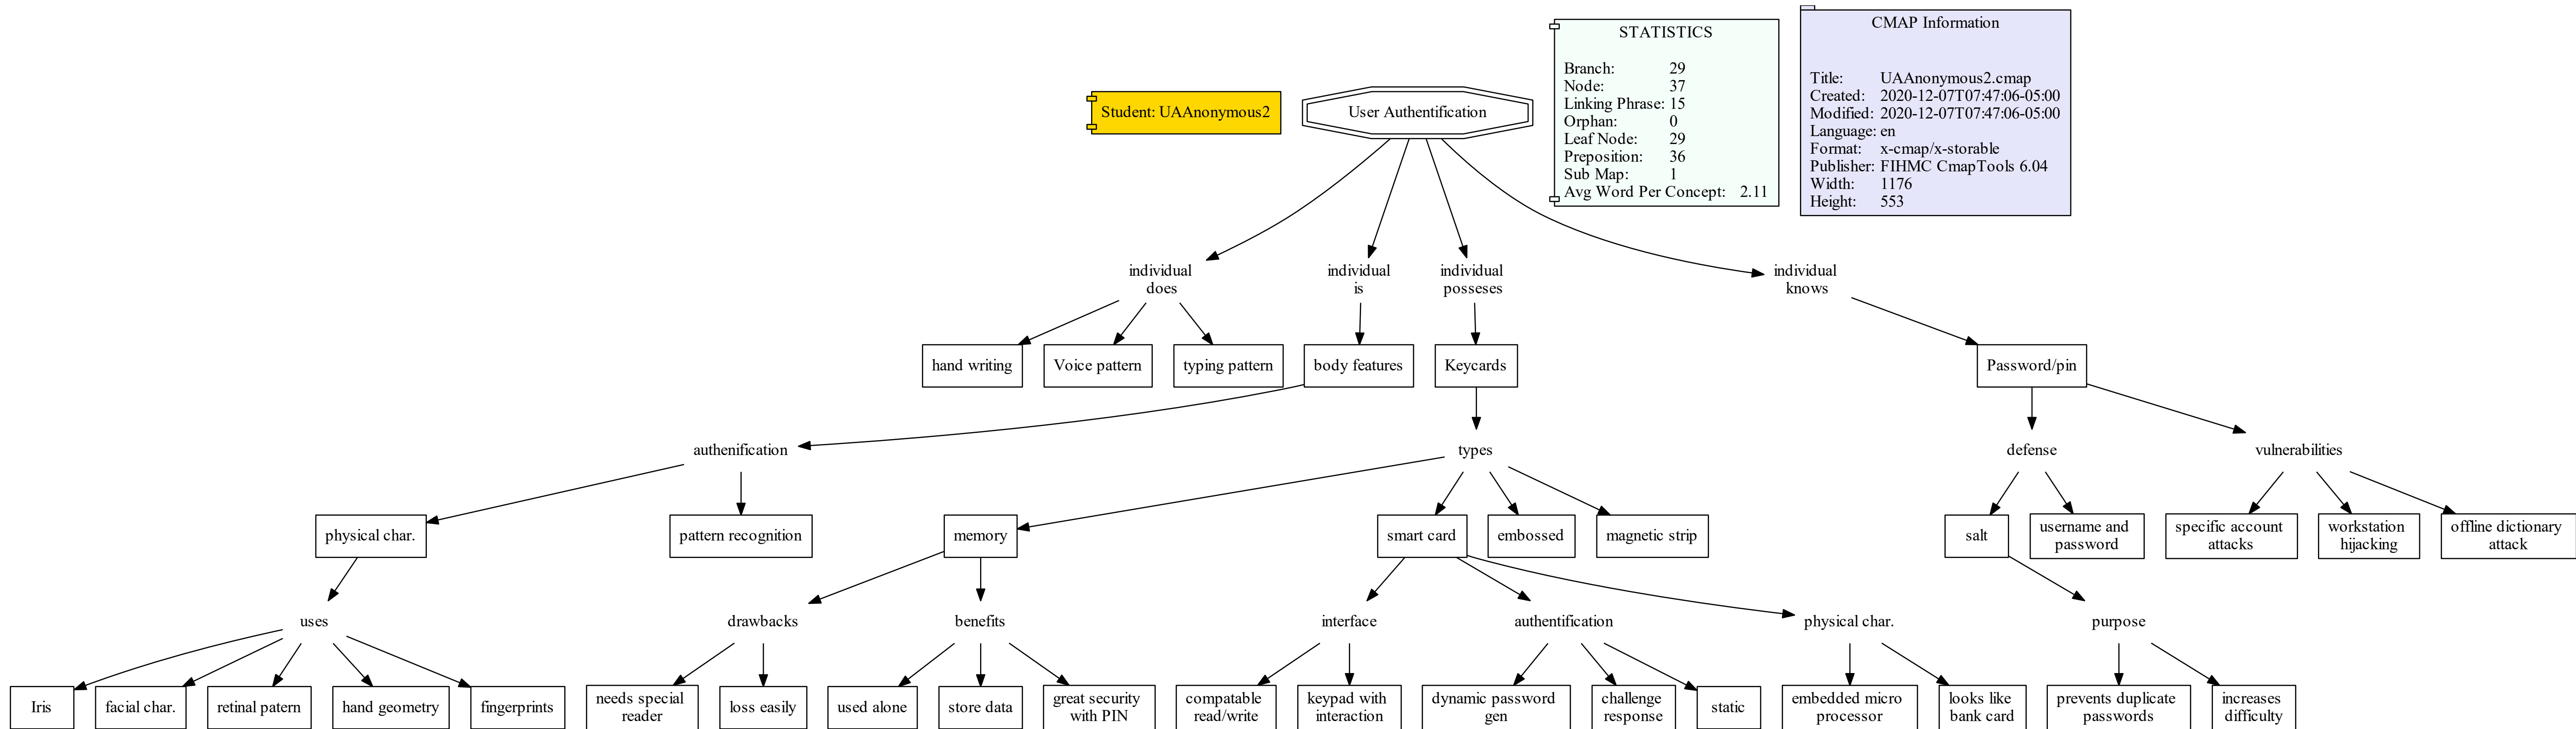 STATISTICS
Branch: 29
Node: 37
Linking Phrase: 15
Orphan: 0
Leaf Node: 29
Preposition: 36
Sub Map: 1
Avg Word Per Concept: 2.11
CMAP Information
Title: UAAnonymous2.cmap
Created: 2020-12-07T07:47:06-05:00
Modified: 2020-12-07T07:47:06-05:00
Language: en
Format: x-cmap/x-storable
Publisher: FIHMC CmapTools 6.04
Width: 1176
Height: 553
Student: UAAnonymous2
User Authentification
individual
does
individual
is
individual
posseses
individual
knows
hand writing
Voice pattern
typing pattern
body features
Keycards
Password/pin
authenification
types
defense
vulnerabilities
physical char.
pattern recognition
memory
smart card
embossed
magnetic strip
salt
username and
password
specific account
attacks
workstation
hijacking
offline dictionary
attack
uses
drawbacks
benefits
interface
authentification
physical char.
purpose
Iris
facial char.
retinal patern
hand geometry
fingerprints
needs special
reader
loss easily
used alone
store data
great security
with PIN
compatable
read/write
keypad with
interaction
dynamic password
gen
challenge
response
static
embedded micro
processor
looks like
bank card
prevents duplicate
passwords
increases
difficulty